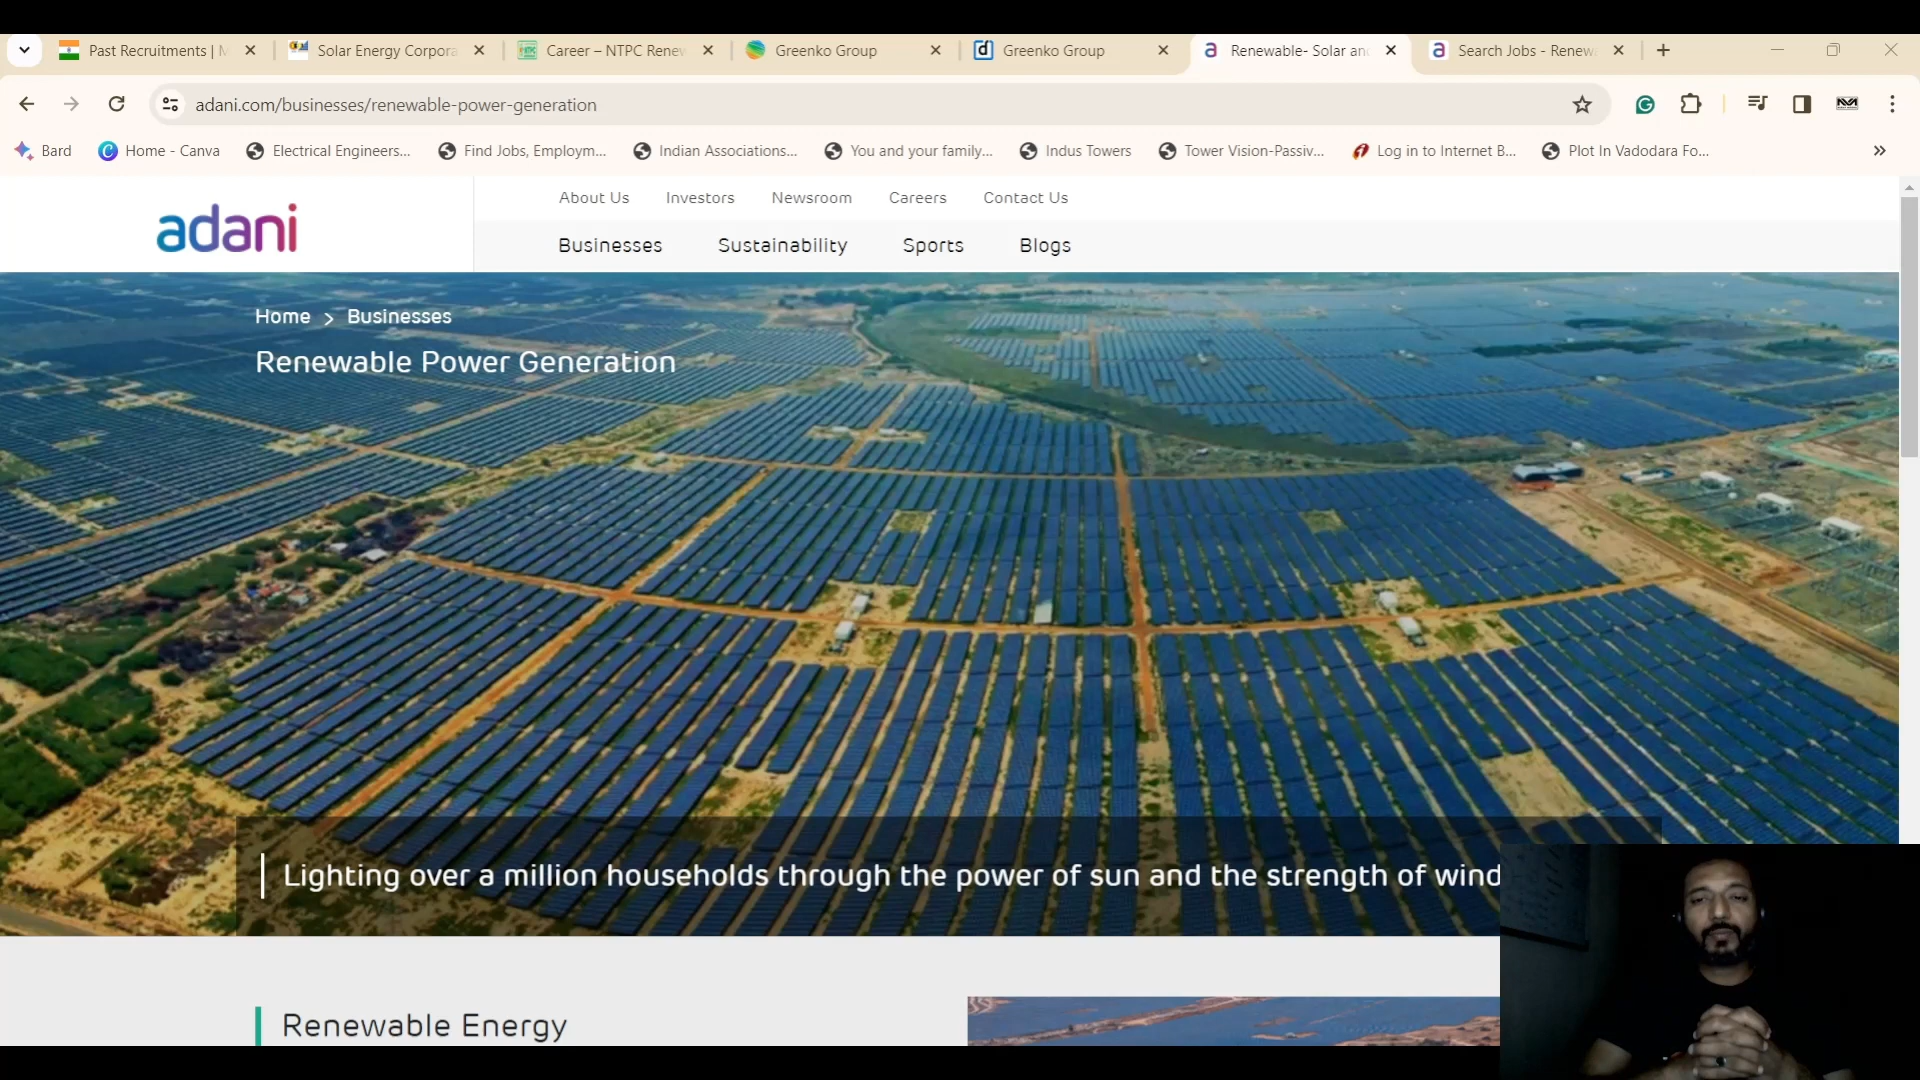 Past Recruitments | M
Solar Energy Corpora
Career – NTPC Renew
Greenko Group
Greenko Group
Renewable- Solar an
Search Jobs - Renewa
adani.com/businesses/renewable-power-generation
Bard
Home - Canva
Electrical Engineers...
Find Jobs, Employm...
Indian Associations...
You and your family...
Indus Towers
Tower Vision-Passiv...
Log in to Internet B...
Plot In Vadodara Fo...
adani
About Us
Investors
Newsroom
Careers
Contact Us
Businesses
Sustainability
Sports
Blogs
Home > Businesses
Renewable Power Generation
Lighting over a million households through the power of sun and the strength of wind
Renewable Energy